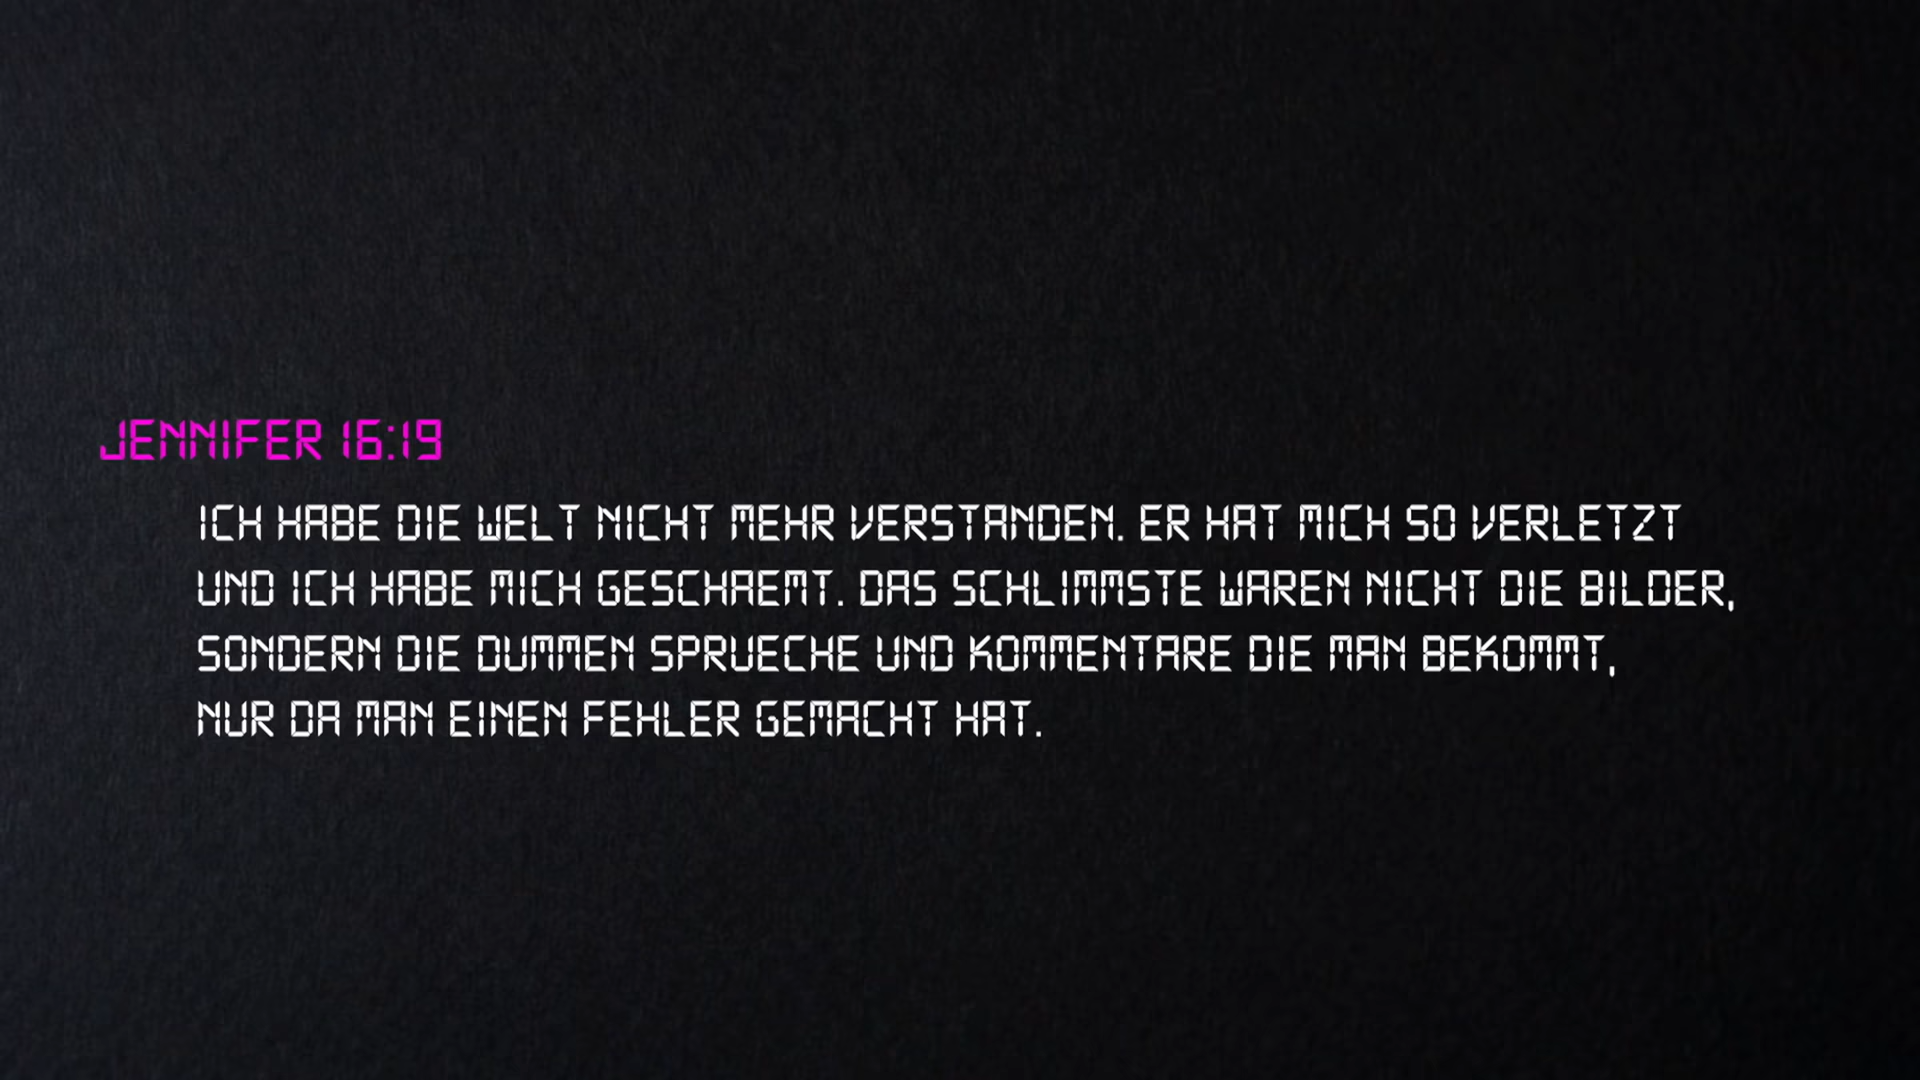 JENNIFER 16:19
ICH HABE DIE WELT NICHT MEHR VERSTANDEN. ER HAT MICH SO VERLETZT
UND ICH HABE MICH GESCHAEMT. DAS SCHLIMMSTE WAREN NICHT DIE BILDER,
SONDERN DIE DUMMEN SPRUECHE UND KOMMENTARE DIE MAN BEKOMMT,
NUR DA MAN EINEN FEHLER GEMACHT HAT.